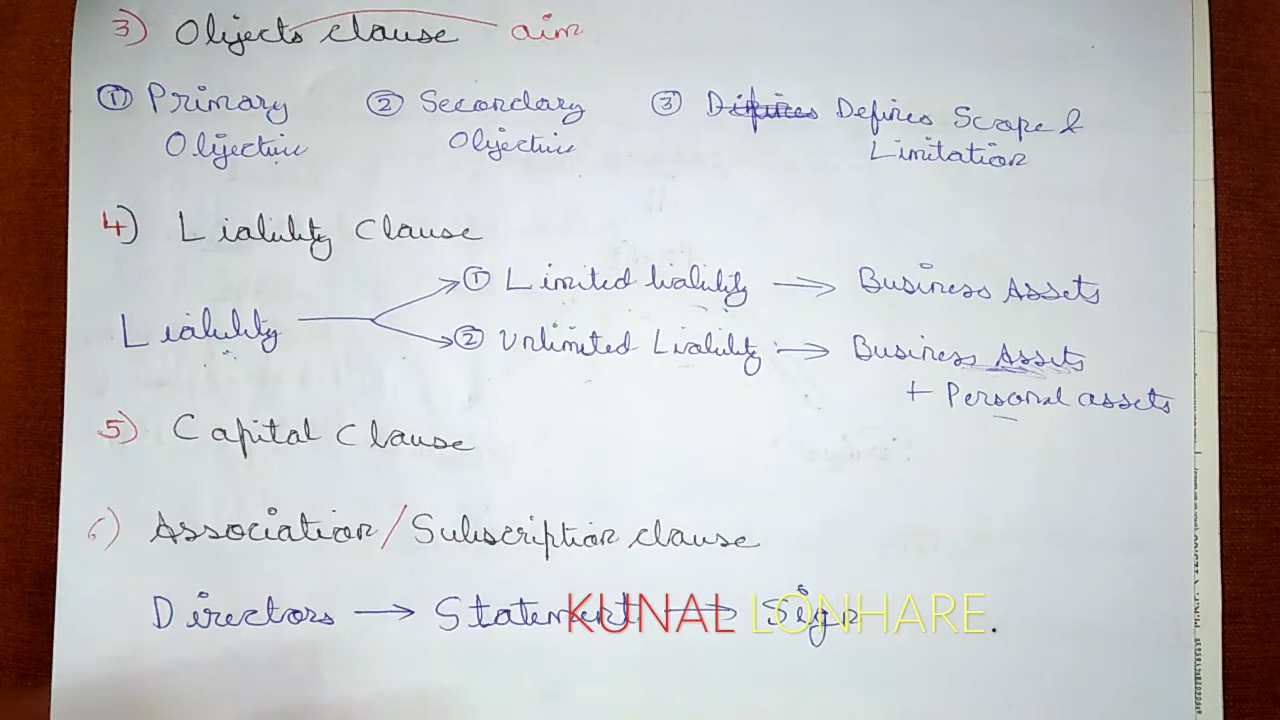 3) Objects clause — aim
① Primary Objective
② Secondary Objective
③ Defines Scope & Limitation
4) Liability Clause
Liability
① Limited liability → Business Assets
② Unlimited Liability → Business Assets
+ Personal assets
5) Capital Clause
6) Association/Subscription clause
Directors → Statement → Sign
KUNAL LONHARE.